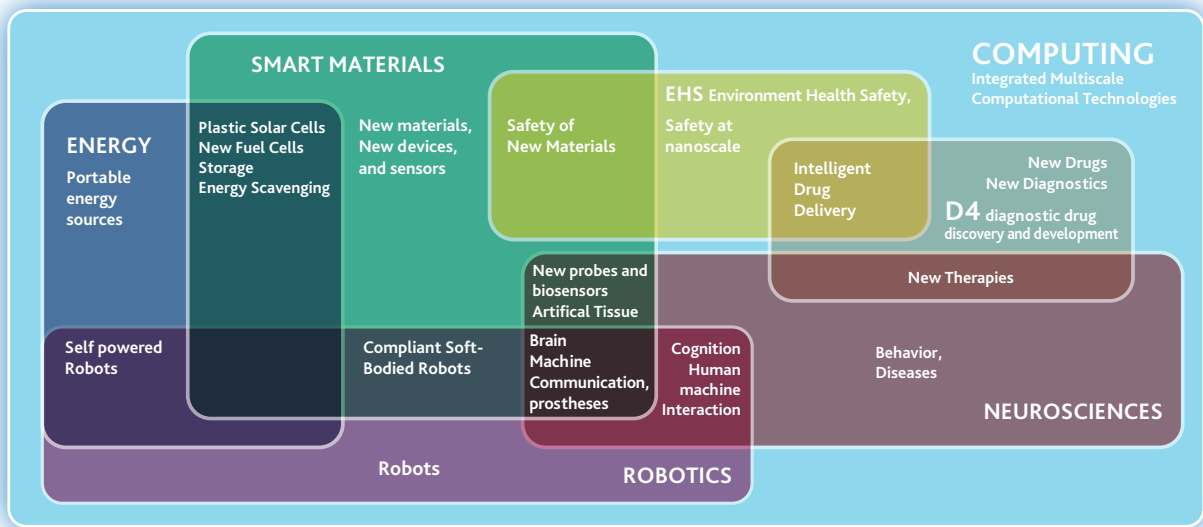 SMART MATERIALS
COMPUTING
Integrated Multiscale
Computational Technologies
EHS Environment Health Safety,
Safety at
nanoscale
ENERGY
Portable
energy
sources
Plastic Solar Cells
New Fuel Cells
Storage
Energy Scavenging
New materials,
New devices,
and sensors
Safety of
New Materials
Intelligent
Drug
Delivery
New Drugs
New Diagnostics
D4 diagnostic drug
discovery and development
New probes and
biosensors
Artifical Tissue
New Therapies
Self powered
Robots
Compliant Soft-
Bodied Robots
Brain
Machine
Communication,
prostheses
Cognition
Human
machine
Interaction
Behavior,
Diseases
NEUROSCIENCES
Robots
ROBOTICS